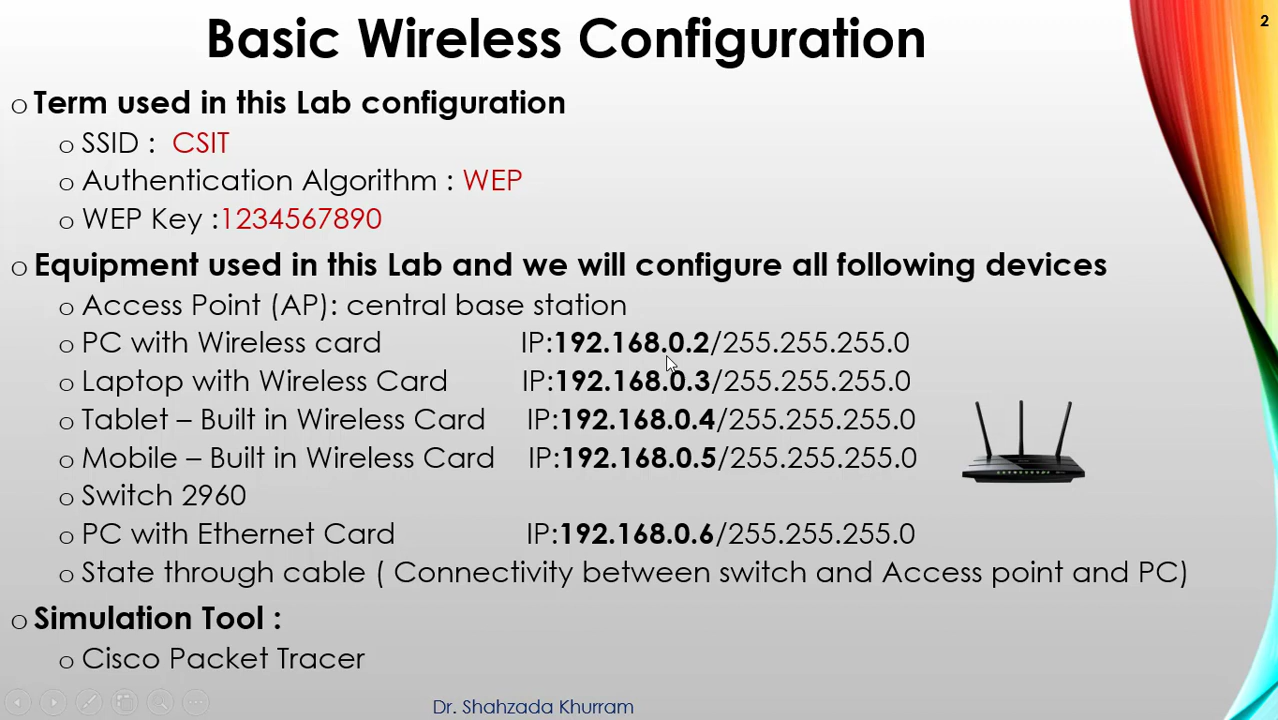 2
Basic Wireless Configuration
o Term used in this Lab configuration
o SSID : CSIT
o Authentication Algorithm : WEP
o WEP Key :1234567890
o Equipment used in this Lab and we will configure all following devices
o Access Point (AP): central base station
o PC with Wireless card IP:192.168.0.2/255.255.255.0
o Laptop with Wireless Card IP:192.168.0.3/255.255.255.0
o Tablet – Built in Wireless Card IP:192.168.0.4/255.255.255.0
o Mobile – Built in Wireless Card IP:192.168.0.5/255.255.255.0
o Switch 2960
o PC with Ethernet Card IP:192.168.0.6/255.255.255.0
o State through cable ( Connectivity between switch and Access point and PC)
o Simulation Tool :
o Cisco Packet Tracer
Dr. Shahzada Khurram